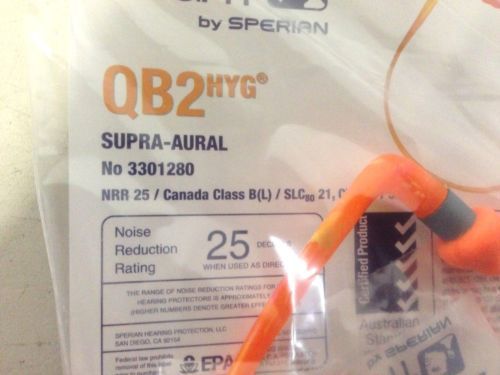 by SPERIAN
QB2HYG®
SUPRA-AURAL
No 3301280
NRR 25 / Canada Class B(L) / SLC80 21,
Noise
Reduction
Rating
25
WHEN USED AS
THE RANGE OF NOISE REDUCTION RATINGS FOR
HEARING PROTECTORS IS APPROXIMATELY
(HIGHER NUMBERS DENOTE GREATER
SPERIAN HEARING PROTECTION, LLC
SAN DIEGO, CA 92154
Federal law prohibits
removal of this label
EPA
Certified Product
Australian
by SPERIAN